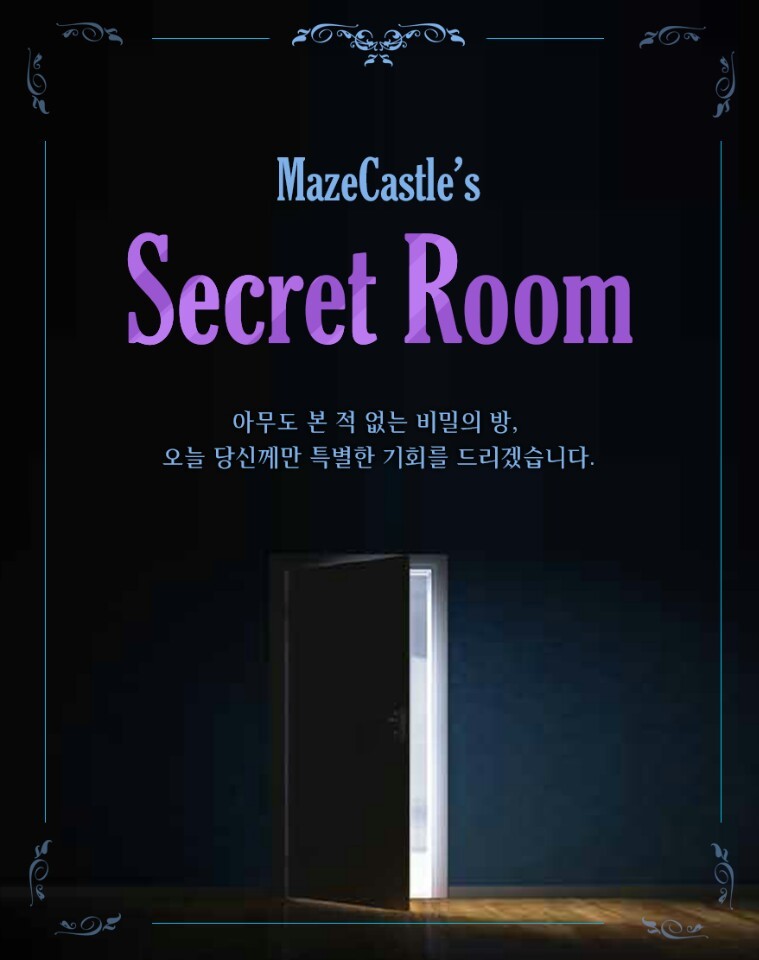 MazeCastle’s
Secret Room
아무도 본 적 없는 비밀의 방,
오늘 당신께만 특별한 기회를 드리겠습니다.